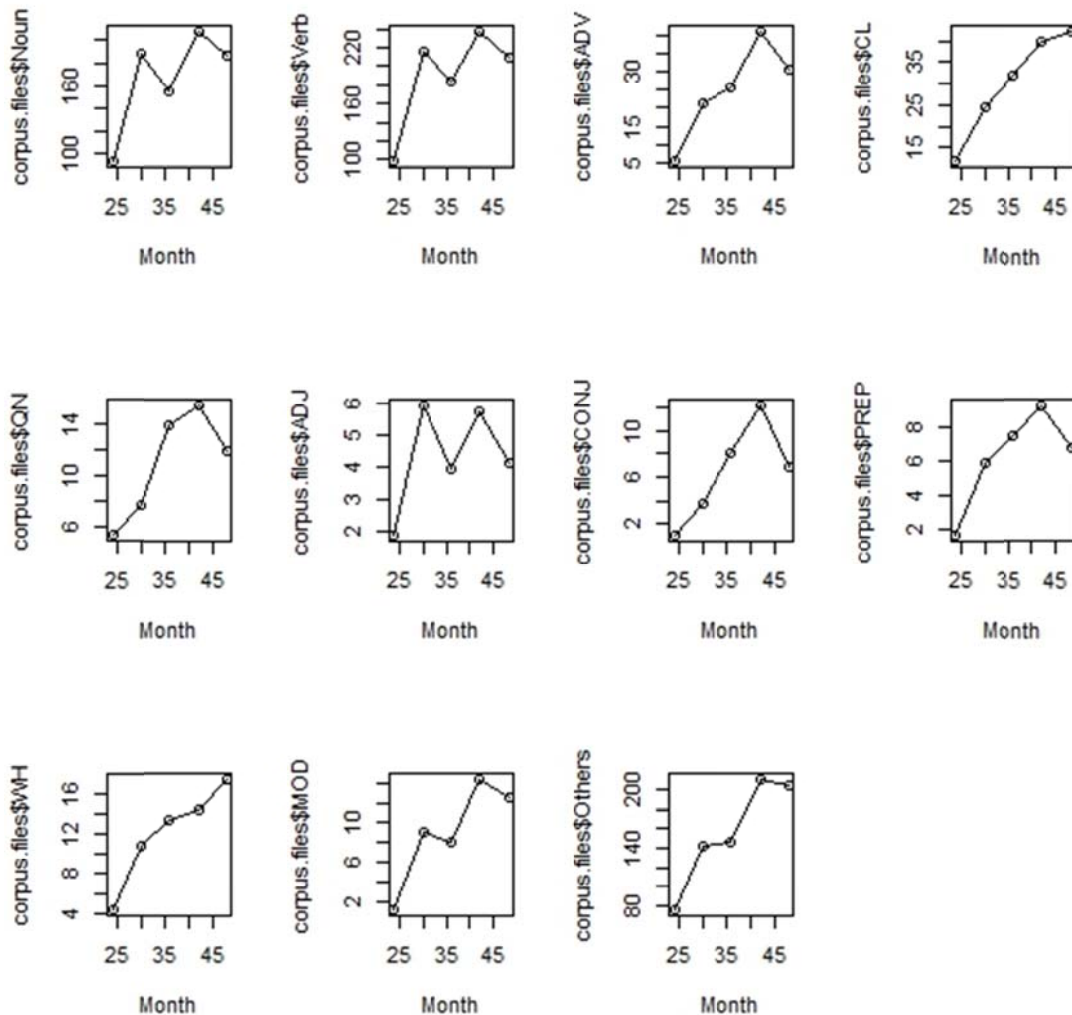 corpus.files$Noun
100 160
25 35 45
Month
corpus.files$Verb
100 160 220
25 35 45
Month
corpus.files$ADV
5 15 30
25 35 45
Month
corpus.files$CL
15 25 35
25 35 45
Month
corpus.files$QN
6 10 14
25 35 45
Month
corpus.files$ADJ
2 3 4 5 6
25 35 45
Month
corpus.files$CONJ
2 6 10
25 35 45
Month
corpus.files$PREP
2 4 6 8
25 35 45
Month
corpus.files$WH
4 8 12 16
25 35 45
Month
corpus.files$MOD
2 6 10
25 35 45
Month
corpus.files$Others
80 140 200
25 35 45
Month